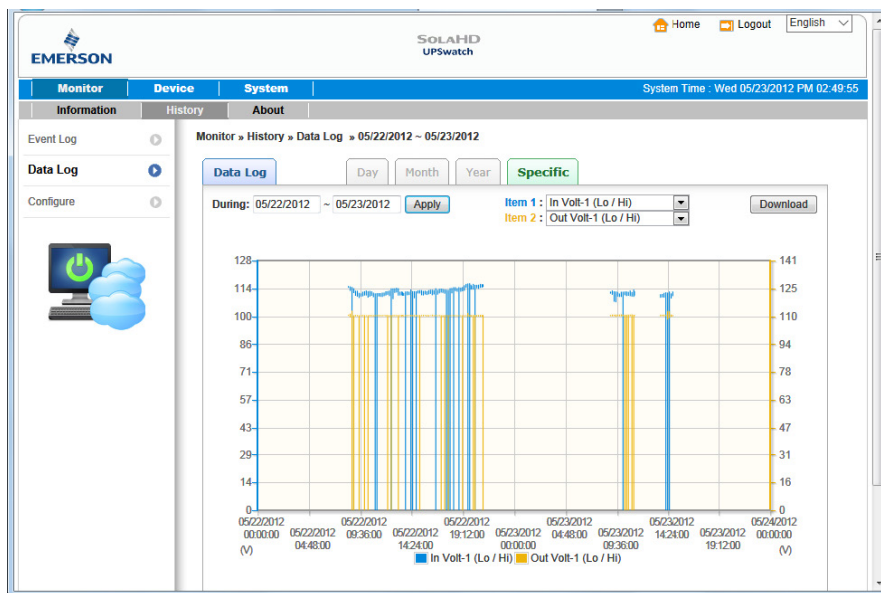 Home Logout English
EMERSON
SOLAHD
UPSwatch
Monitor Device System
System Time : Wed 05/23/2012 PM 02:49:55
Information History About
Event Log
Data Log
Configure
Monitor » History » Data Log » 05/22/2012 ~ 05/23/2012
Data Log Day Month Year Specific
During: 05/22/2012 ~ 05/23/2012 Apply
Item 1 : In Volt-1 (Lo / Hi)
Item 2 : Out Volt-1 (Lo / Hi)
Download
128 141
114 125
100 110
86 94
71 78
57 63
43 47
29 31
14 16
0 0
05/22/2012 00:00:00
05/22/2012 04:48:00
05/22/2012 09:36:00
05/22/2012 14:24:00
05/22/2012 19:12:00
05/23/2012 00:00:00
05/23/2012 04:48:00
05/23/2012 09:36:00
05/23/2012 14:24:00
05/23/2012 19:12:00
05/24/2012 00:00:00
(V) (V)
In Volt-1 (Lo / Hi) Out Volt-1 (Lo / Hi)